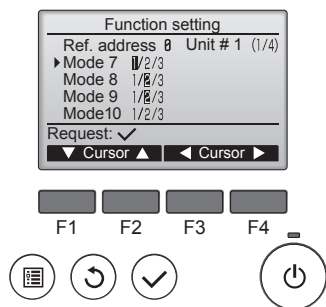 Function setting
Ref. address 0 Unit # 1 (1/4)
Mode 7 1/2/3
Mode 8 1/2/3
Mode 9 1/2/3
Mode10 1/2/3
Request: ✓
▼ Cursor ▲ ◀ Cursor ▶
F1 F2 F3 F4